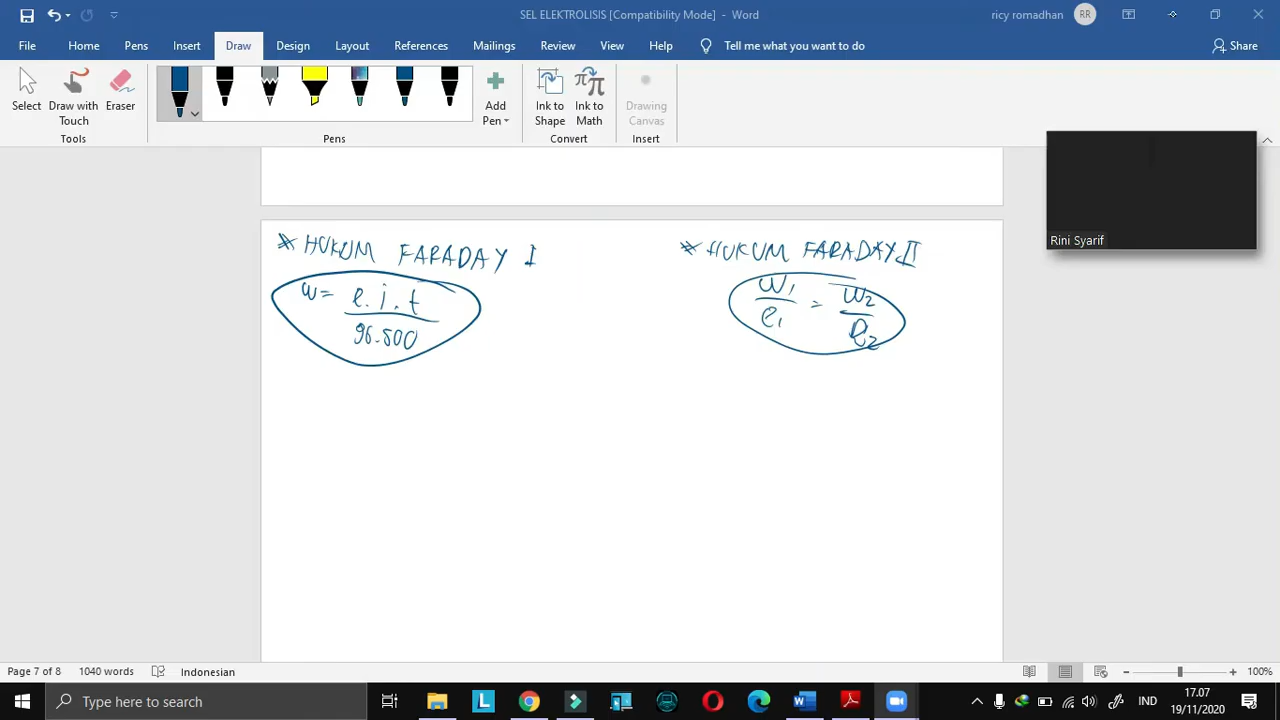 SEL ELEKTROLISIS [Compatibility Mode] - Word
ricy romadhan
RR
File
Home
Pens
Insert
Draw
Design
Layout
References
Mailings
Review
View
Help
Tell me what you want to do
Share
Select
Draw with Touch
Eraser
Add Pen
Ink to Shape
Ink to Math
Drawing Canvas
Tools
Pens
Convert
Insert
Rini Syarif
* HUKUM FARADAY I
w = e.i.t
96.500
* HUKUM FARADAY II
w1 = w2
e1 e2
Page 7 of 8
1040 words
Indonesian
100%
Type here to search
IND
17.07
19/11/2020